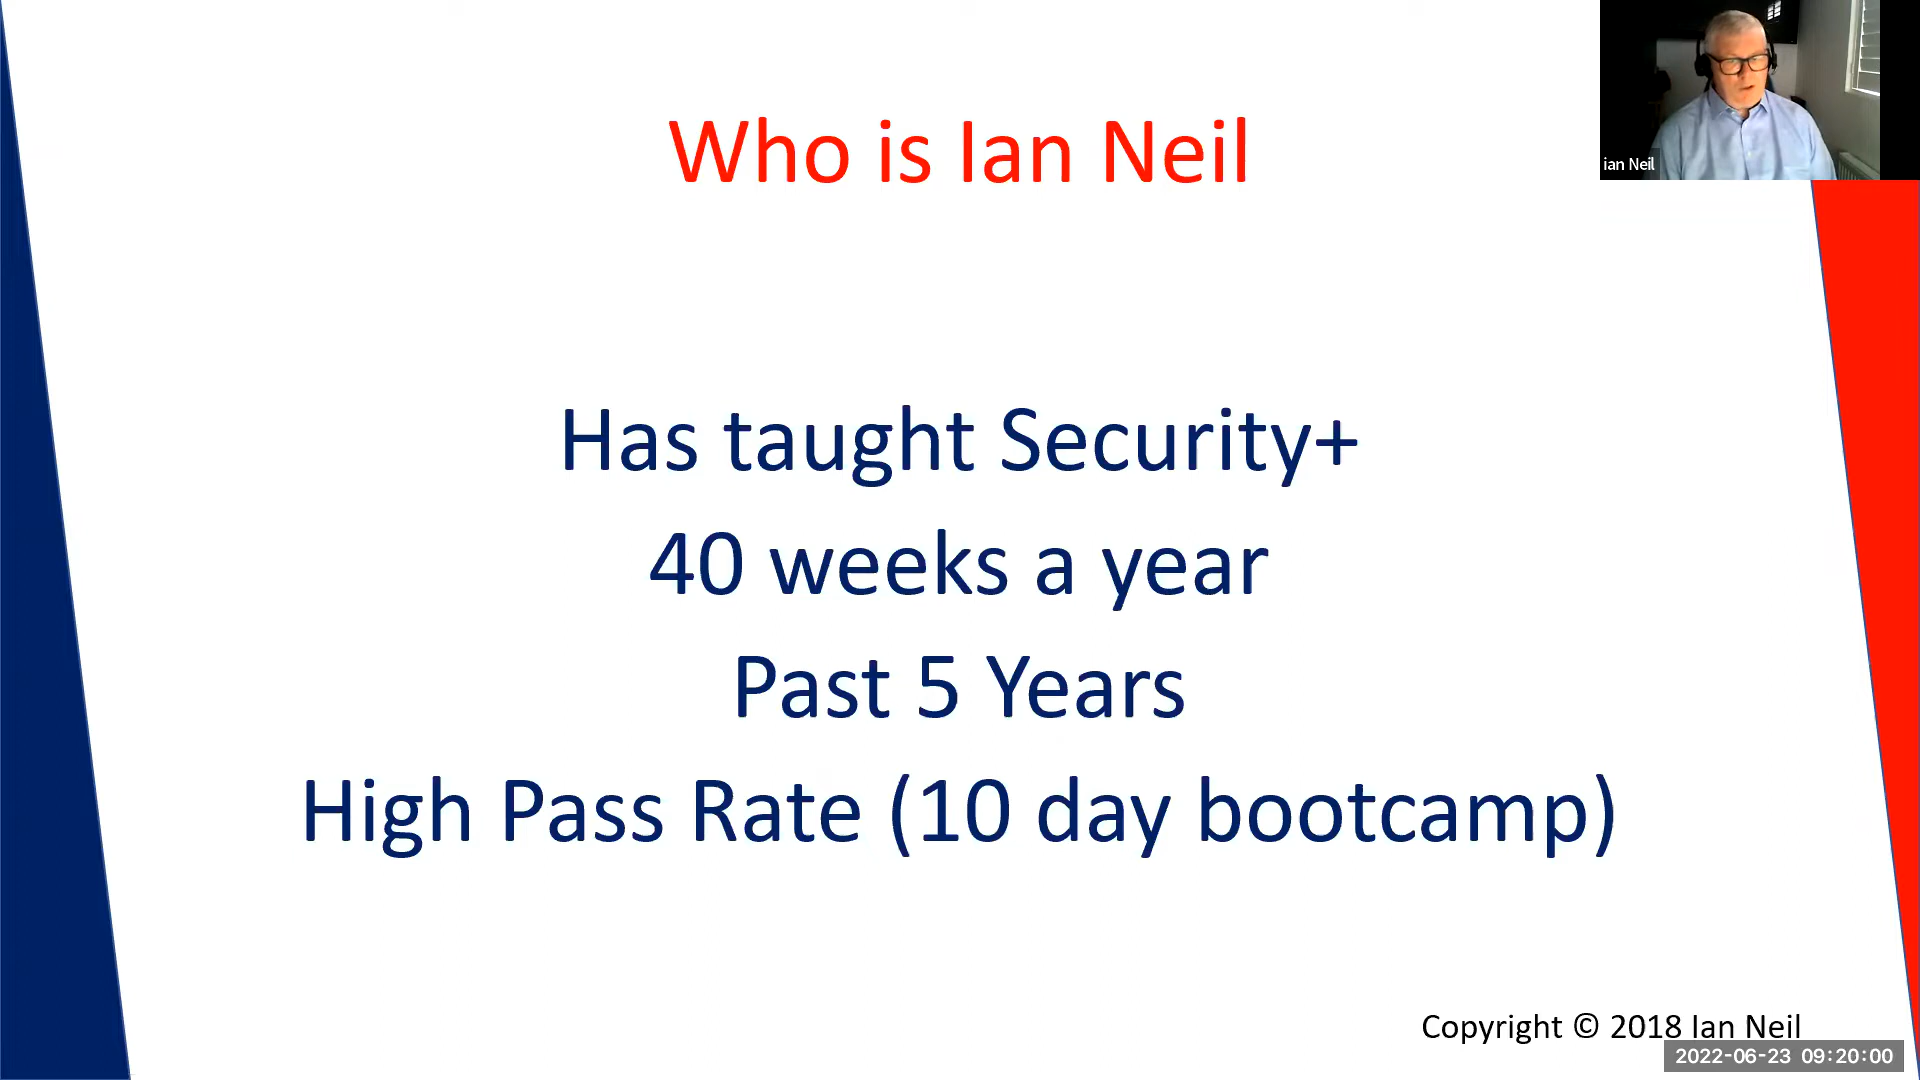 Who is Ian Neil
ian Neil
Has taught Security+
40 weeks a year
Past 5 Years
High Pass Rate (10 day bootcamp)
Copyright © 2018 Ian Neil
2022-06-23 09:20:00